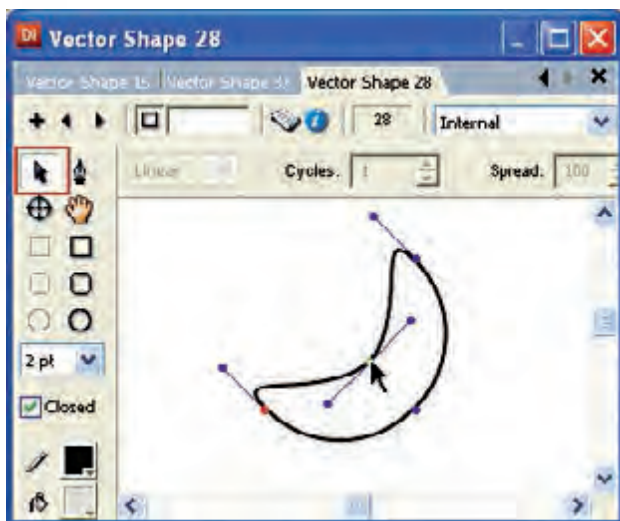 Di Vector Shape 28
Vector Shape 15 Vector Shape Vector Shape 28
28 Internal
Linear Cycles: 1 Spread: 100
2 pt
Closed